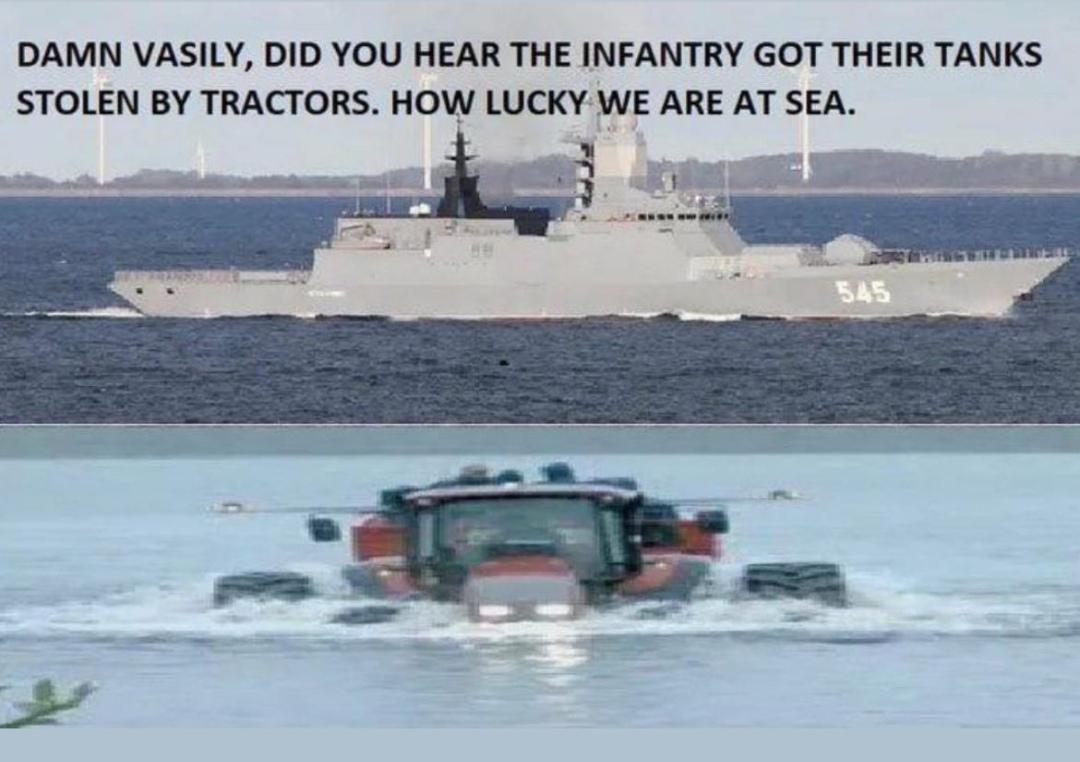 DAMN VASILY, DID YOU HEAR THE INFANTRY GOT THEIR TANKS
STOLEN BY TRACTORS. HOW LUCKY WE ARE AT SEA.
545